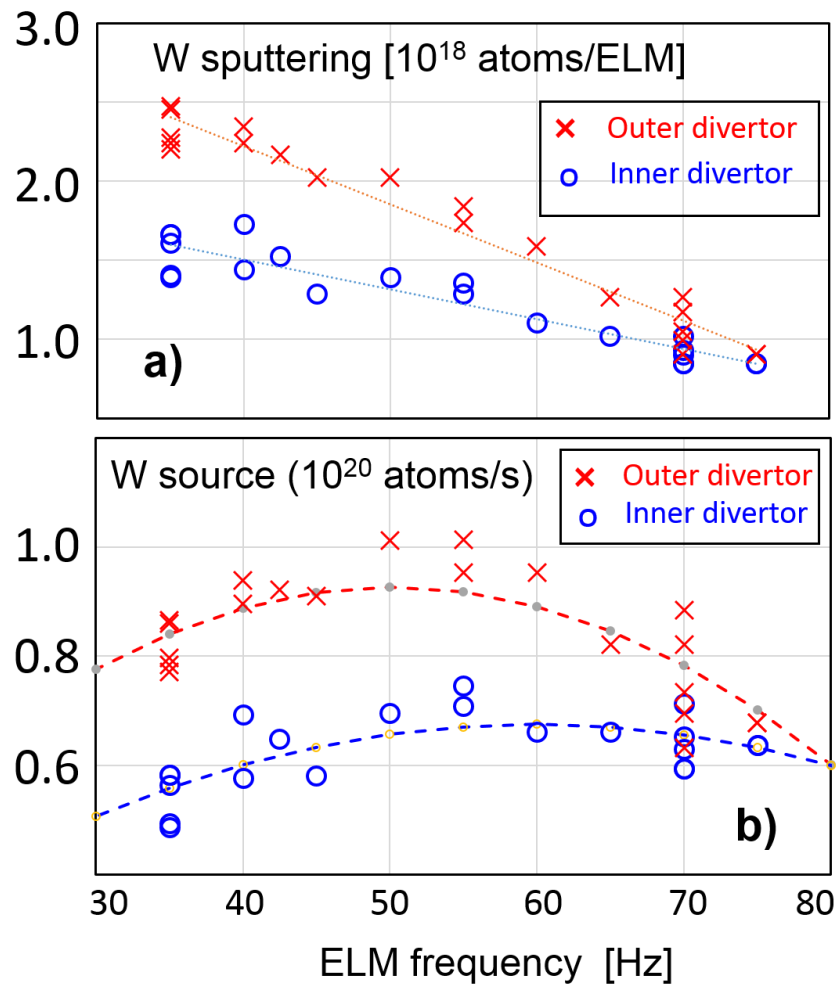 3.0
W sputtering [10¹⁸ atoms/ELM]
Outer divertor
2.0
Inner divertor
1.0
a)
W source (10²⁰ atoms/s)
Outer divertor
Inner divertor
1.0
0.8
0.6
b)
30 40 50 60 70 80
ELM frequency [Hz]